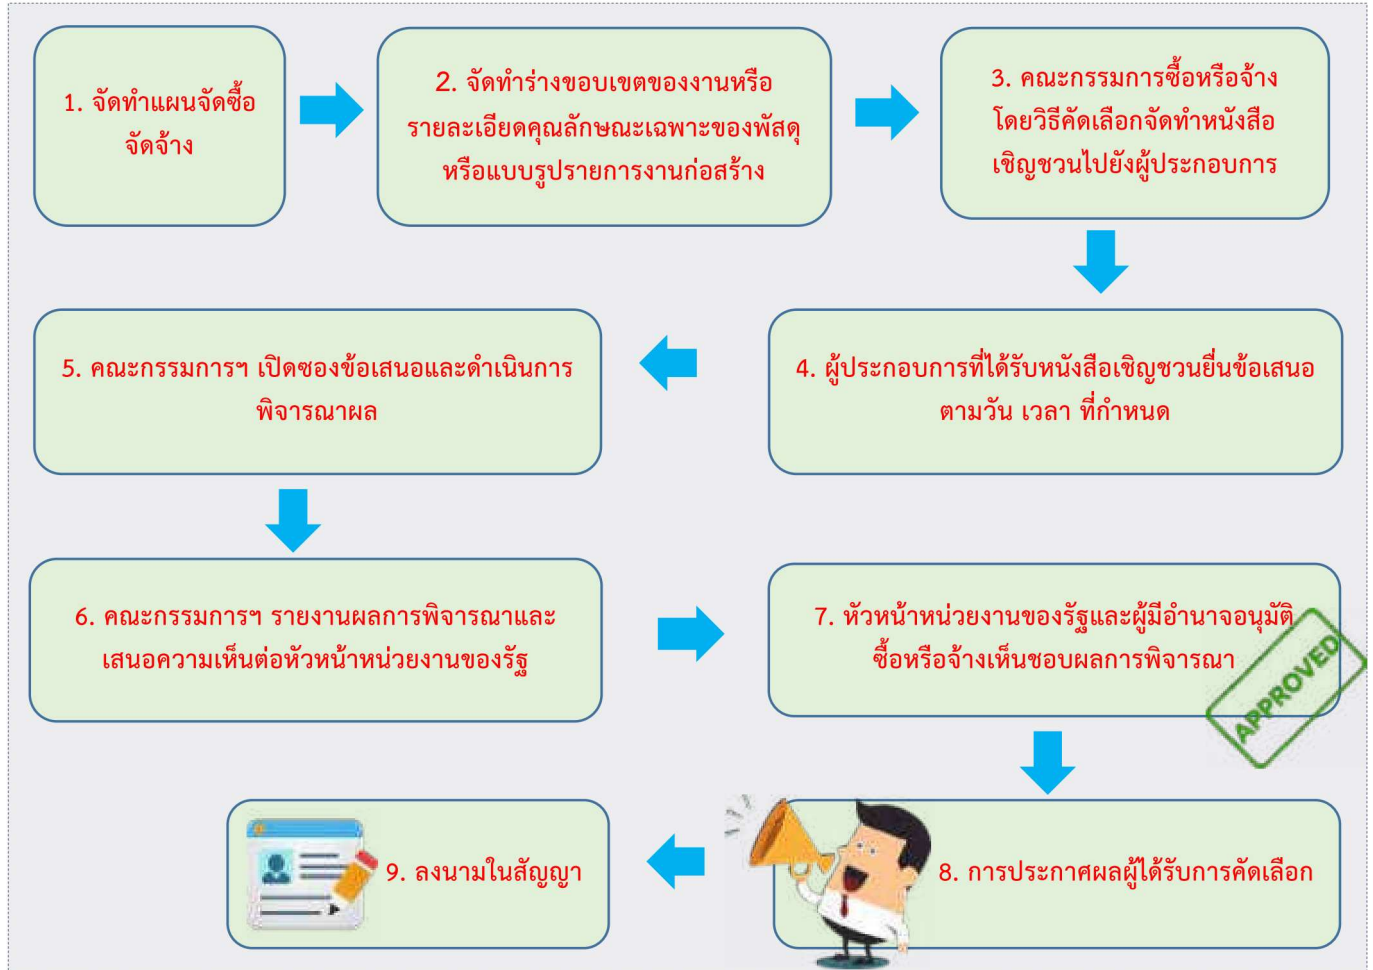 1. จัดทำแผนจัดซื้อ
จัดจ้าง
2. จัดทำร่างขอบเขตของงานหรือ
รายละเอียดคุณลักษณะเฉพาะของพัสดุ
หรือแบบรูปรายการงานก่อสร้าง
3. คณะกรรมการซื้อหรือจ้าง
โดยวิธีคัดเลือกจัดทำหนังสือ
เชิญชวนไปยังผู้ประกอบการ
4. ผู้ประกอบการที่ได้รับหนังสือเชิญชวนยื่นข้อเสนอ
ตามวัน เวลา ที่กำหนด
5. คณะกรรมการฯ เปิดซองข้อเสนอและดำเนินการ
พิจารณาผล
6. คณะกรรมการฯ รายงานผลการพิจารณาและ
เสนอความเห็นต่อหัวหน้าหน่วยงานของรัฐ
7. หัวหน้าหน่วยงานของรัฐและผู้มีอำนาจอนุมัติ
ซื้อหรือจ้างเห็นชอบผลการพิจารณา
APPROVED
8. การประกาศผลผู้ได้รับการคัดเลือก
9. ลงนามในสัญญา